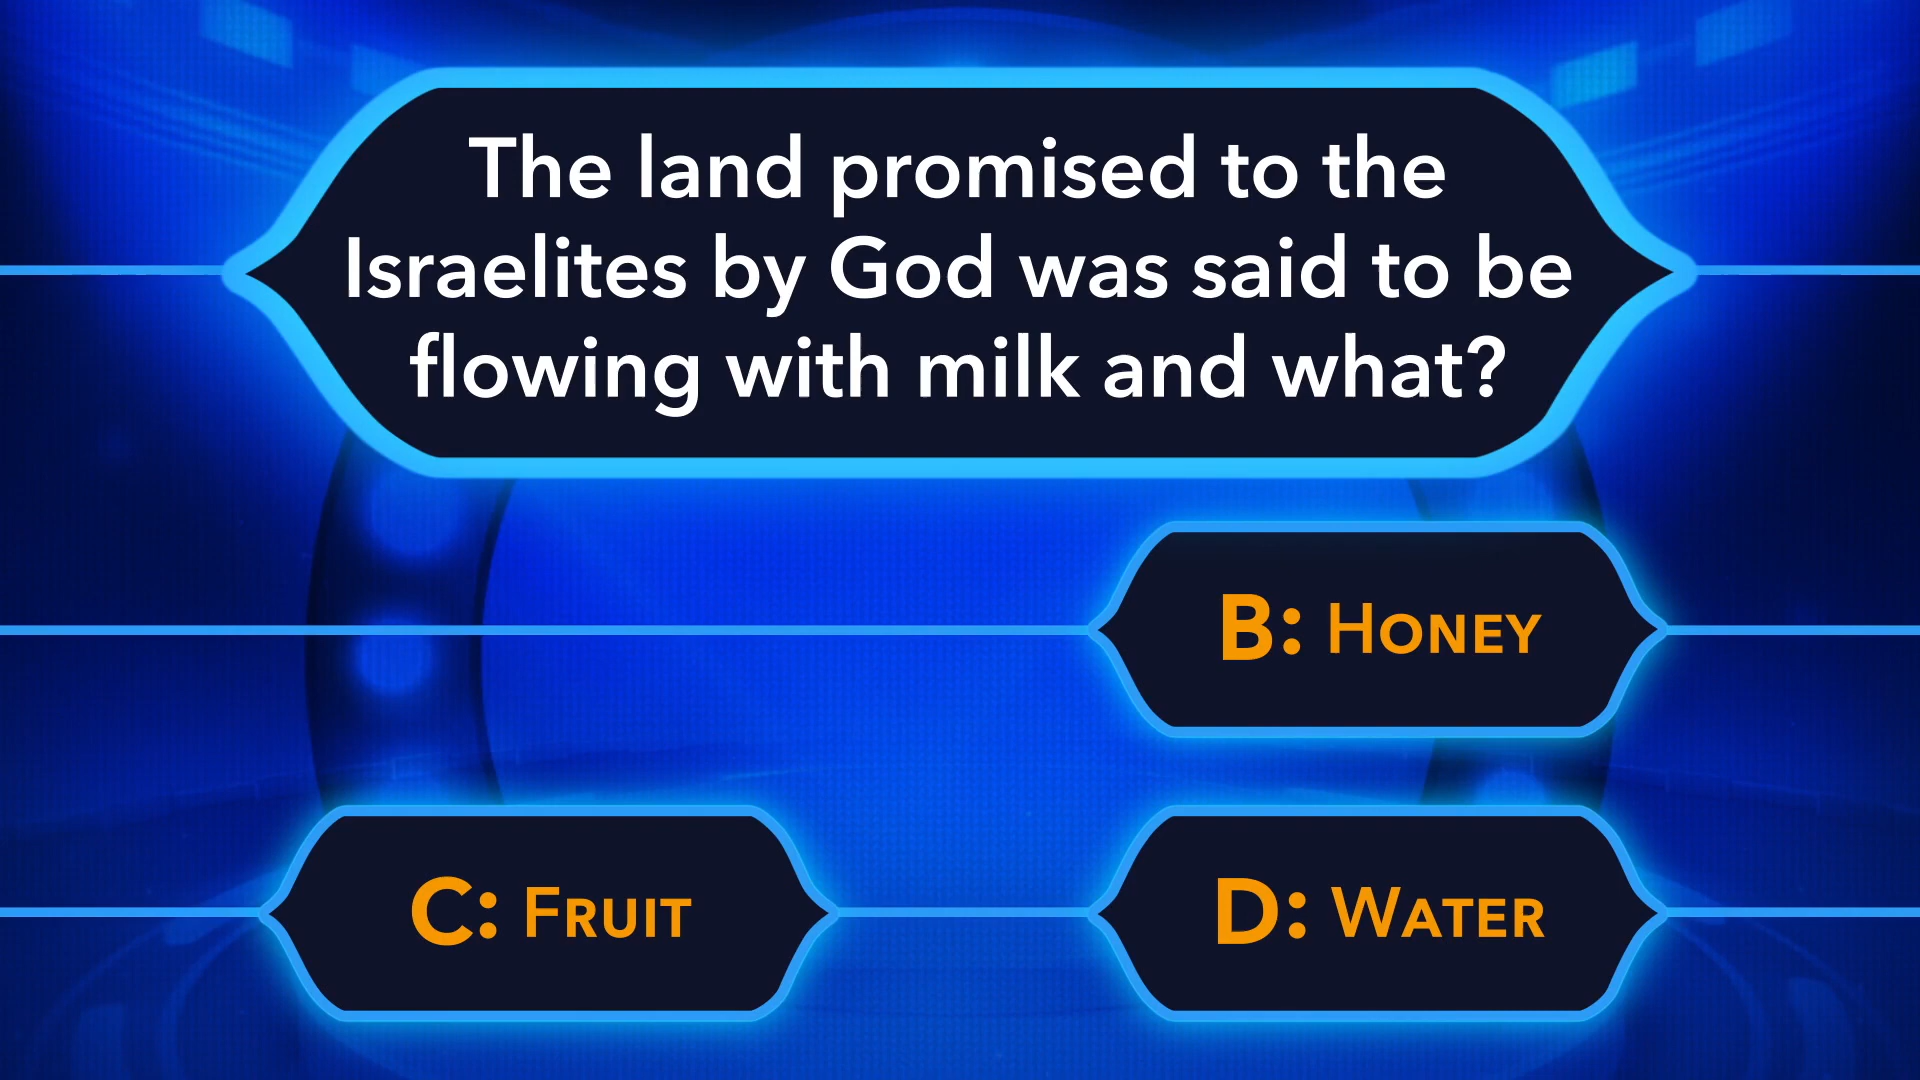 The land promised to the
Israelites by God was said to be
flowing with milk and what?
B: Honey
C: Fruit
D: Water